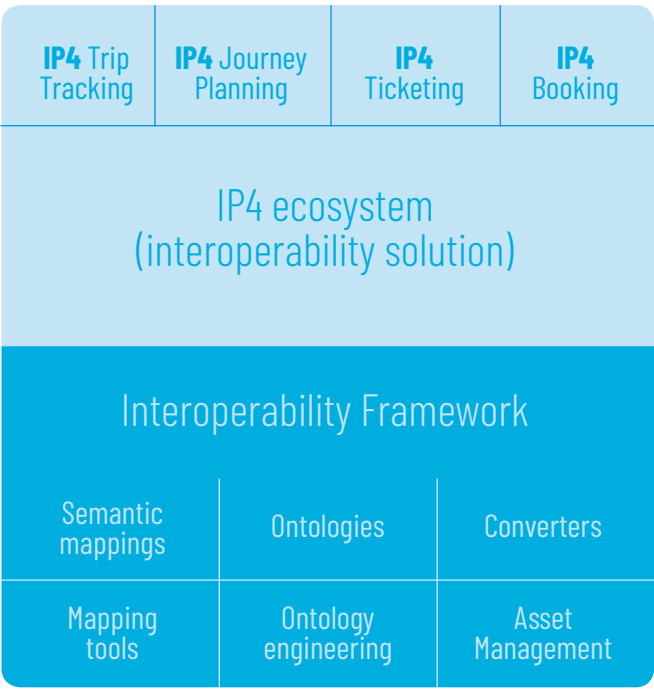 IP4 Trip
Tracking
IP4 Journey
Planning
IP4
Ticketing
IP4
Booking
IP4 ecosystem
(interoperability solution)
Interoperability Framework
Semantic
mappings
Ontologies
Converters
Mapping
tools
Ontology
engineering
Asset
Management